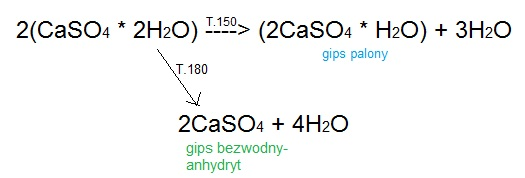 2(CaSO4 * 2H2O) T.150 ----> (2CaSO4 * H2O) + 3H2O
gips palony
T.180
2CaSO4 + 4H2O
gips bezwodny-
anhydryt